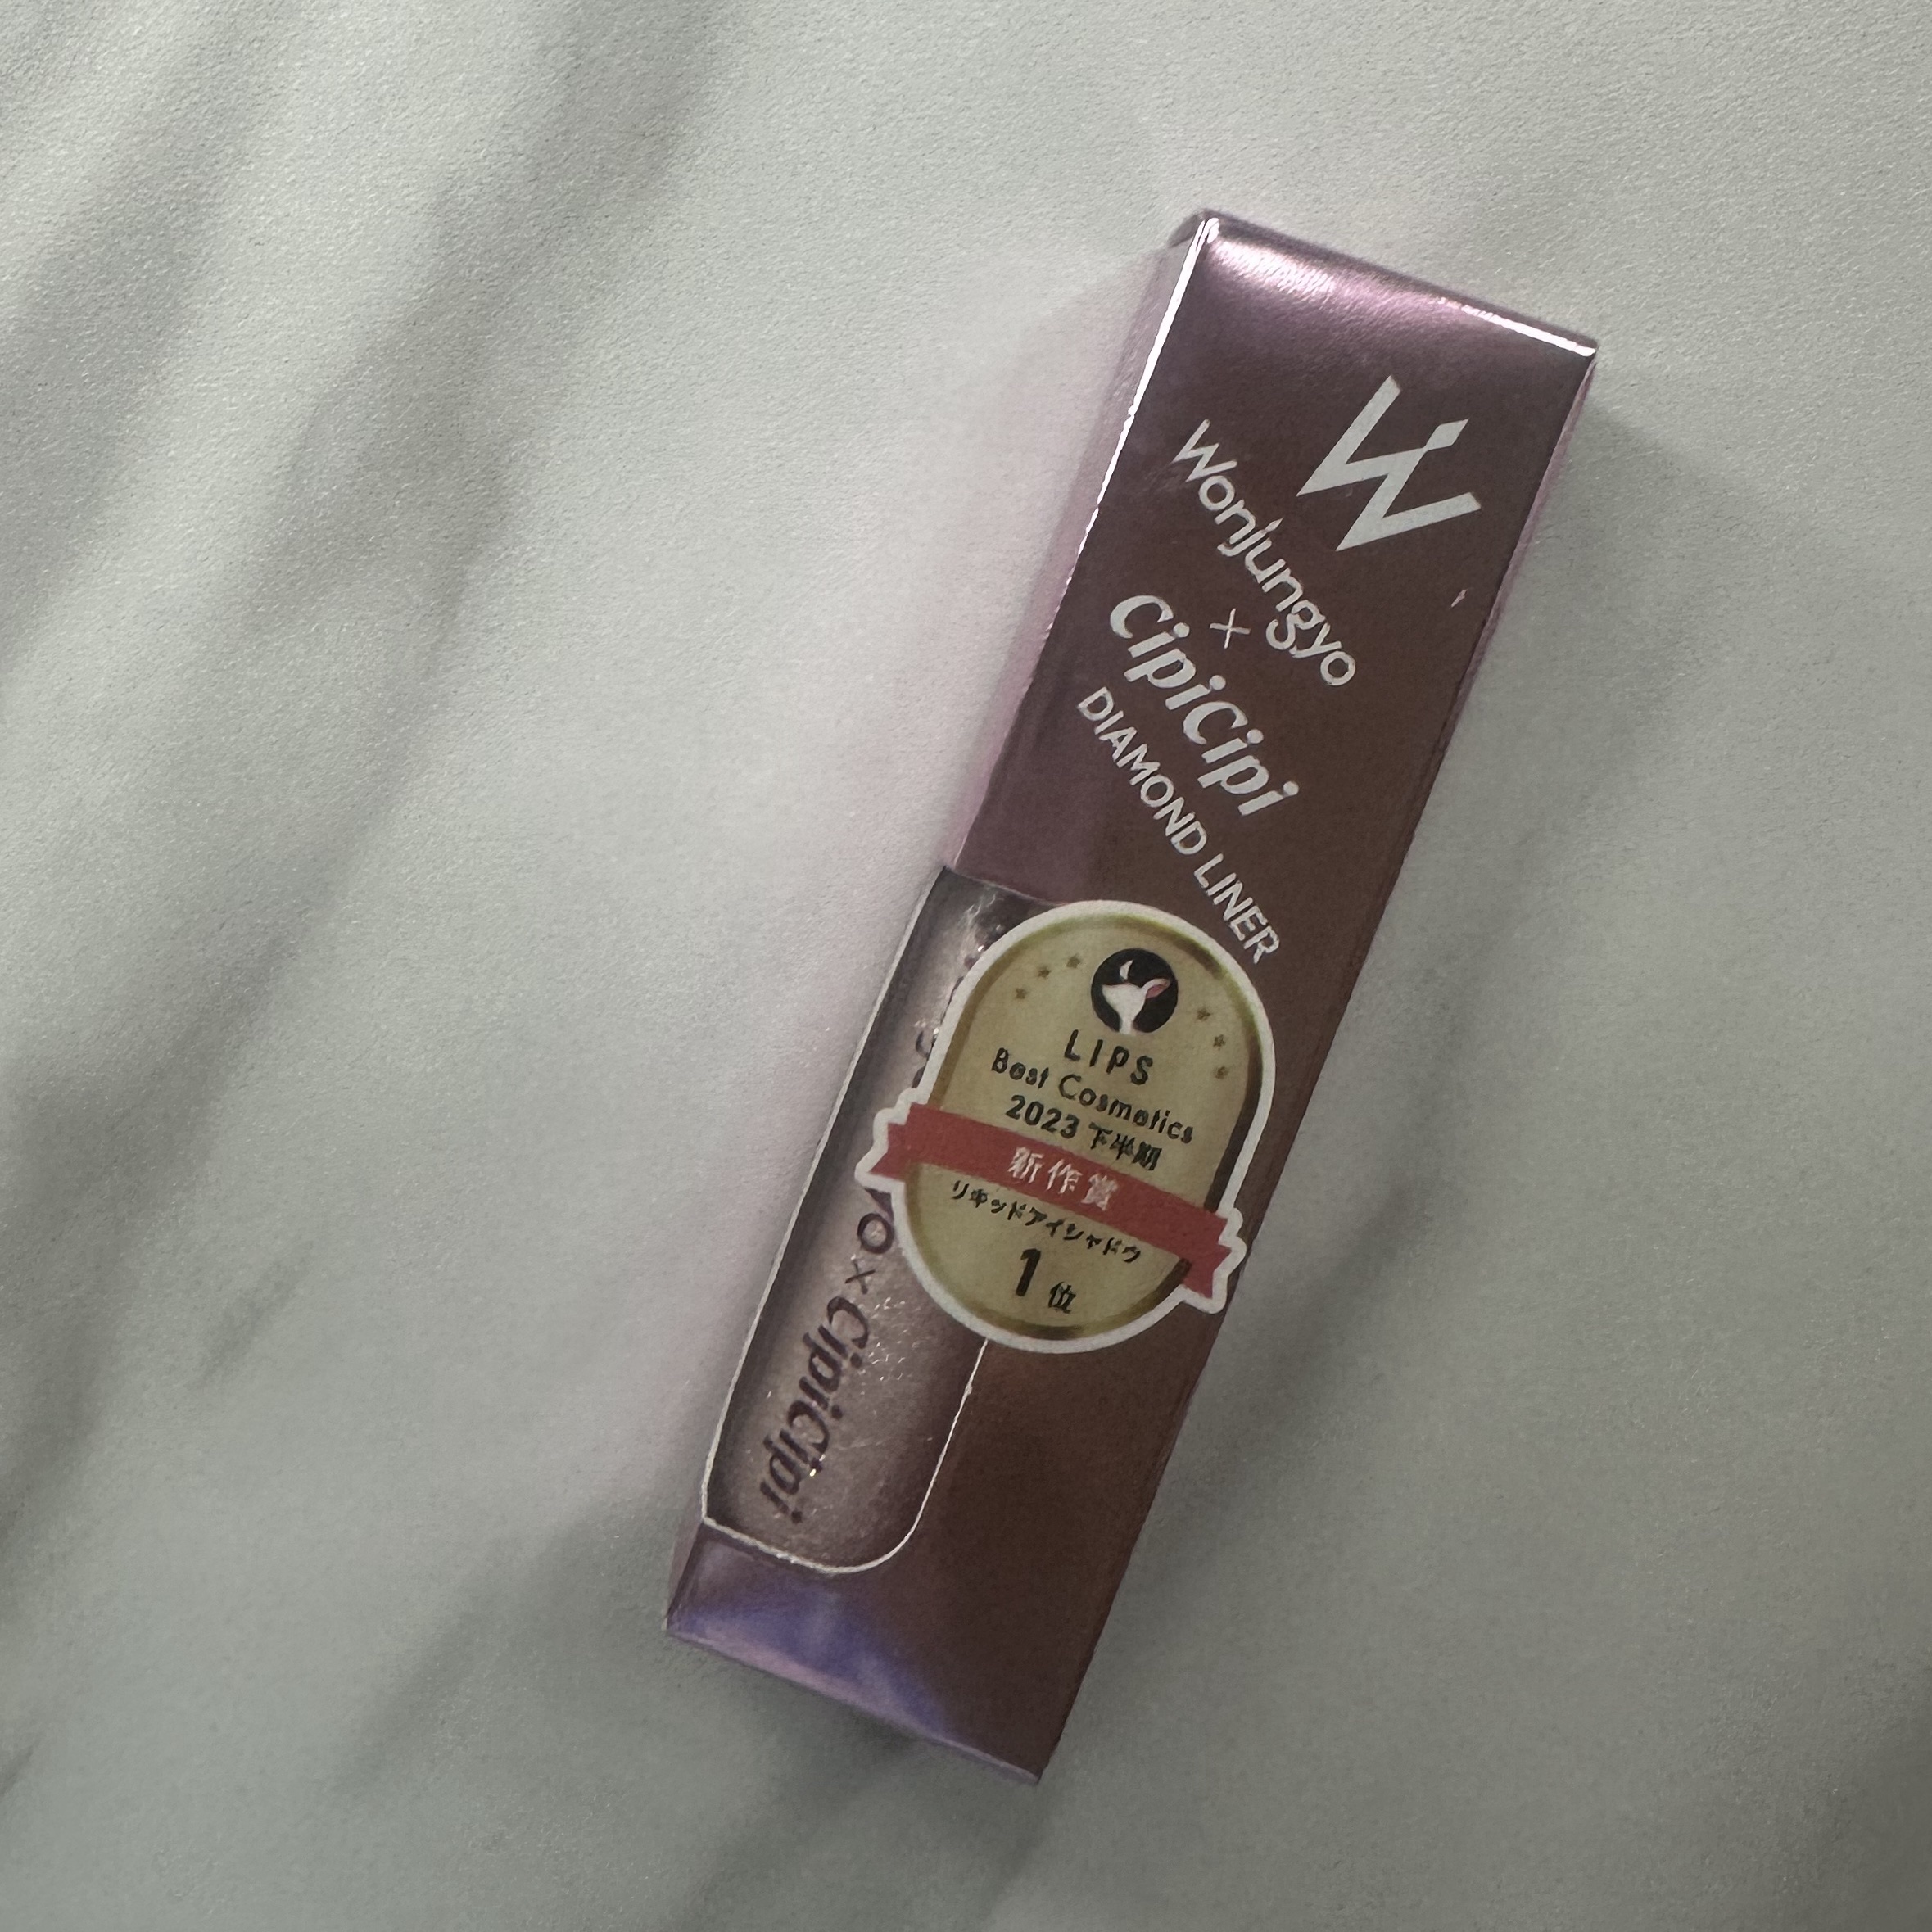 W
Wonjungyo
×
CipiCipi
DIAMOND LINER
LIPS
Best Cosmetics
2023 下半期
新作賞
リキッドアイシャドウ
1位
yo × CipiCipi